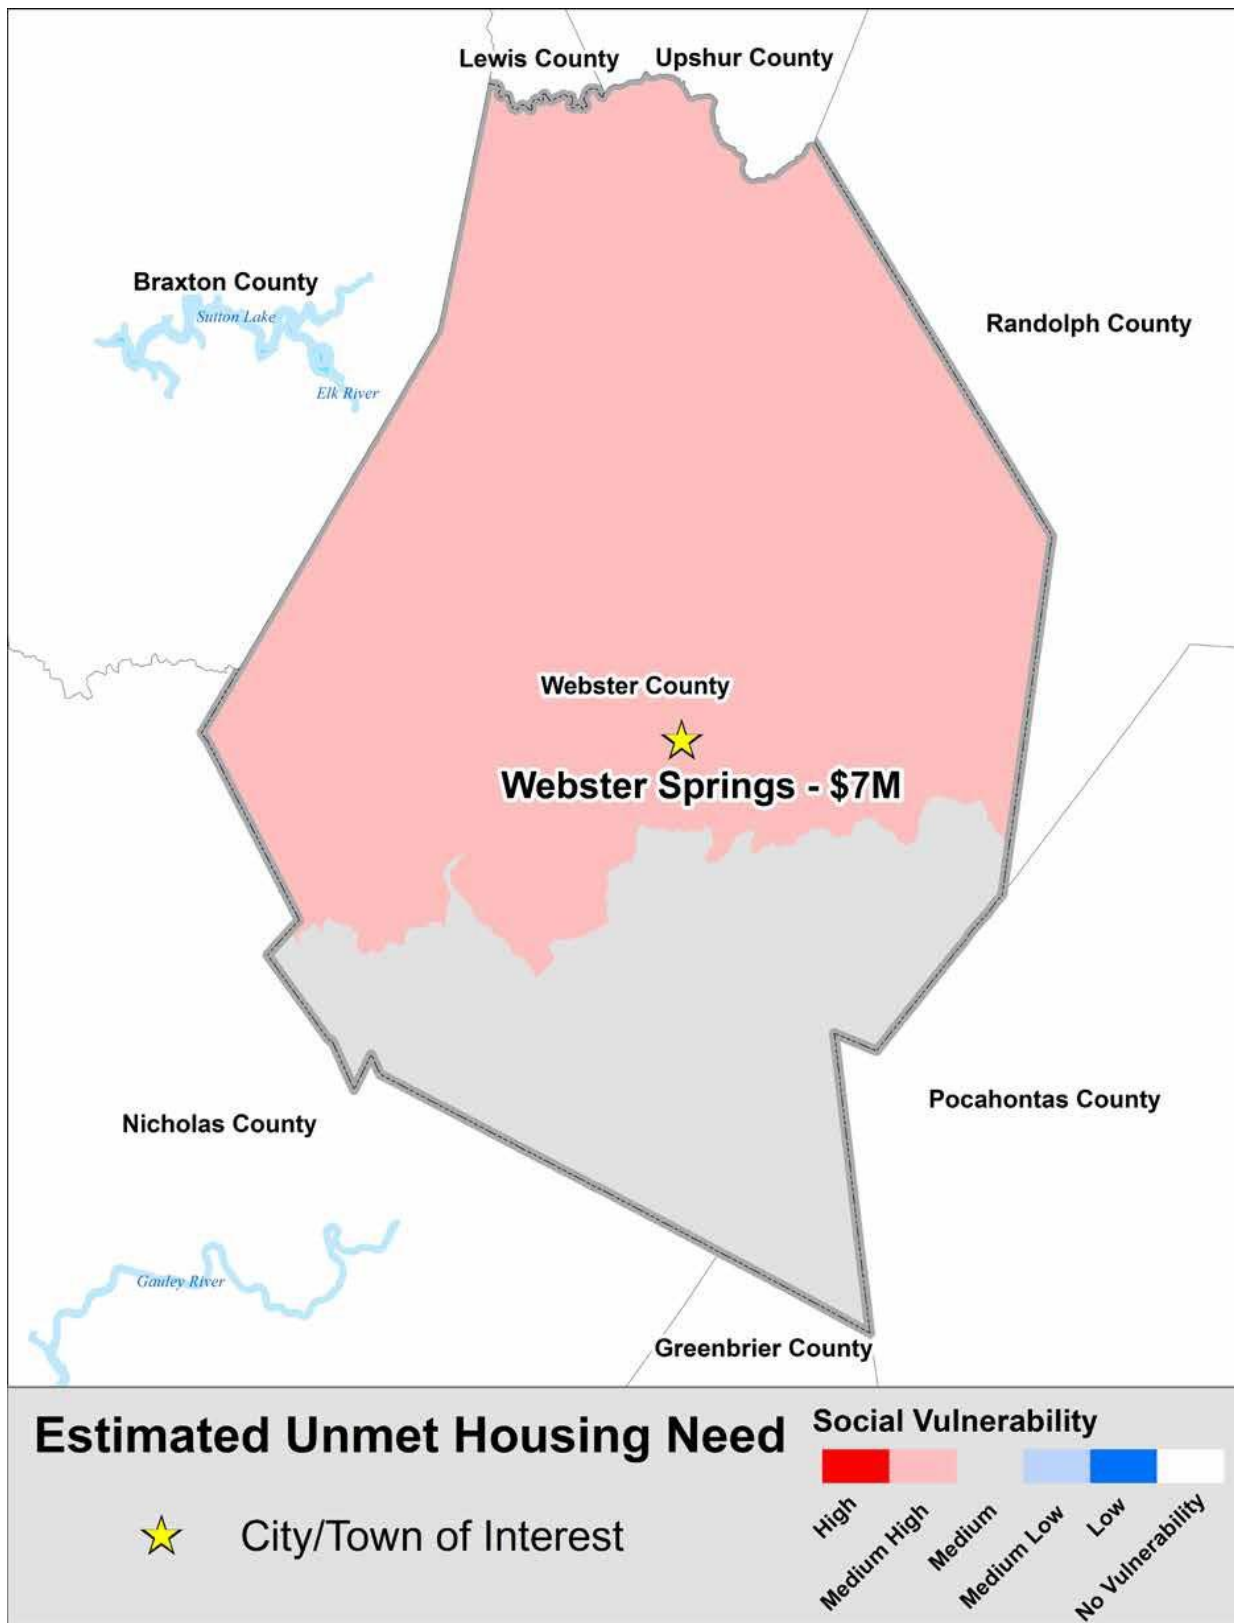 Lewis County
Upshur County
Braxton County
Sutton Lake
Randolph County
Elk River
Webster County
Webster Springs - $7M
Pocahontas County
Nicholas County
Gauley River
Greenbrier County
Estimated Unmet Housing Need
City/Town of Interest
Social Vulnerability
High
Medium High
Medium
Medium Low
Low
No Vulnerability